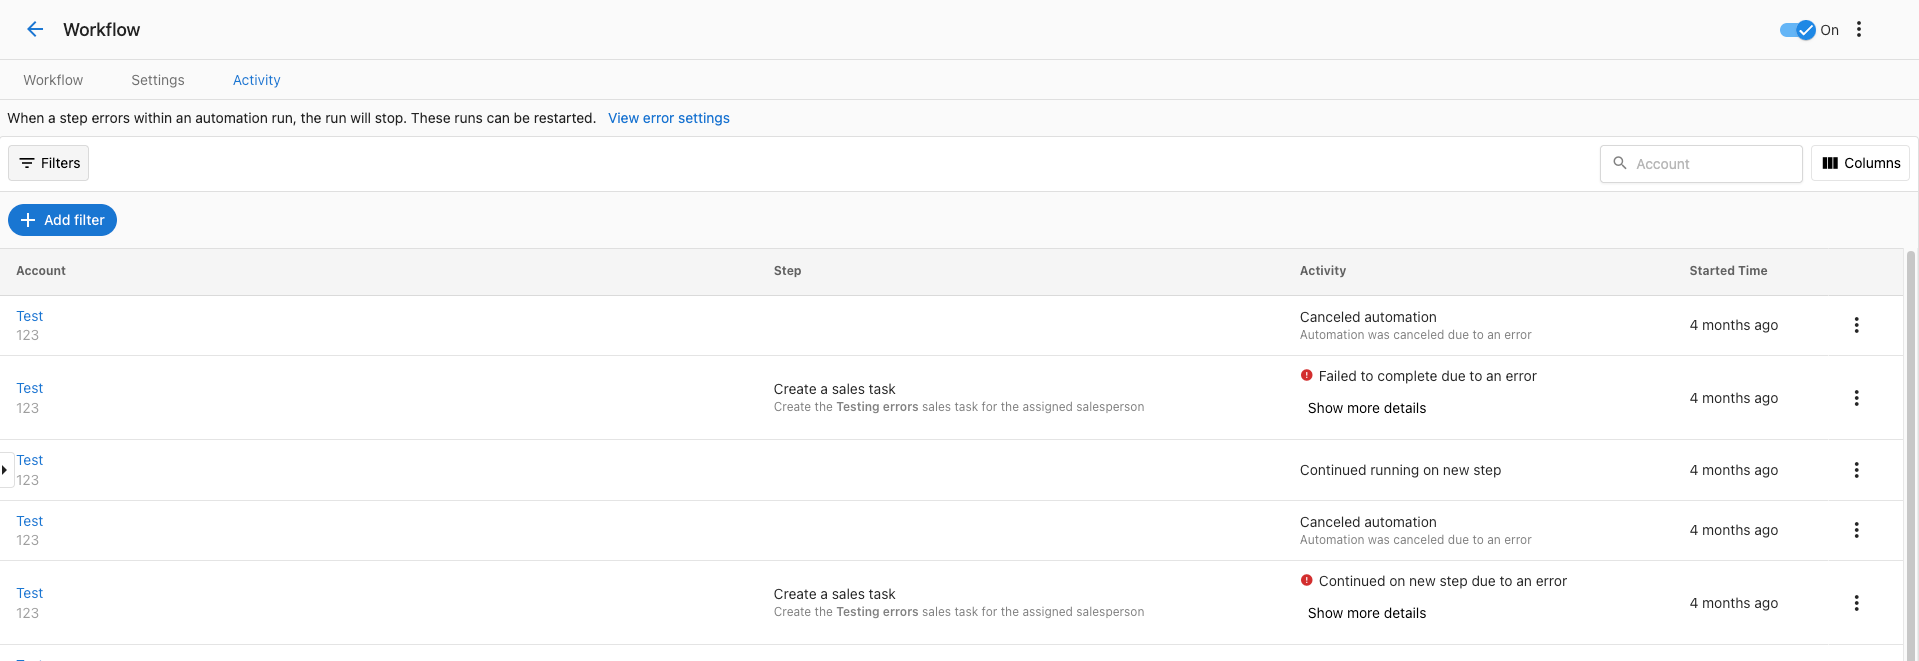 Workflow
On
Workflow
Settings
Activity
When a step errors within an automation run, the run will stop. These runs can be restarted. View error settings
Filters
Account
Columns
Add filter
Account
Step
Activity
Started Time
Test
123
Canceled automation
Automation was canceled due to an error
4 months ago
Test
123
Create a sales task
Create the Testing errors sales task for the assigned salesperson
Failed to complete due to an error
Show more details
4 months ago
Test
123
Continued running on new step
4 months ago
Test
123
Canceled automation
Automation was canceled due to an error
4 months ago
Test
123
Create a sales task
Create the Testing errors sales task for the assigned salesperson
Continued on new step due to an error
Show more details
4 months ago